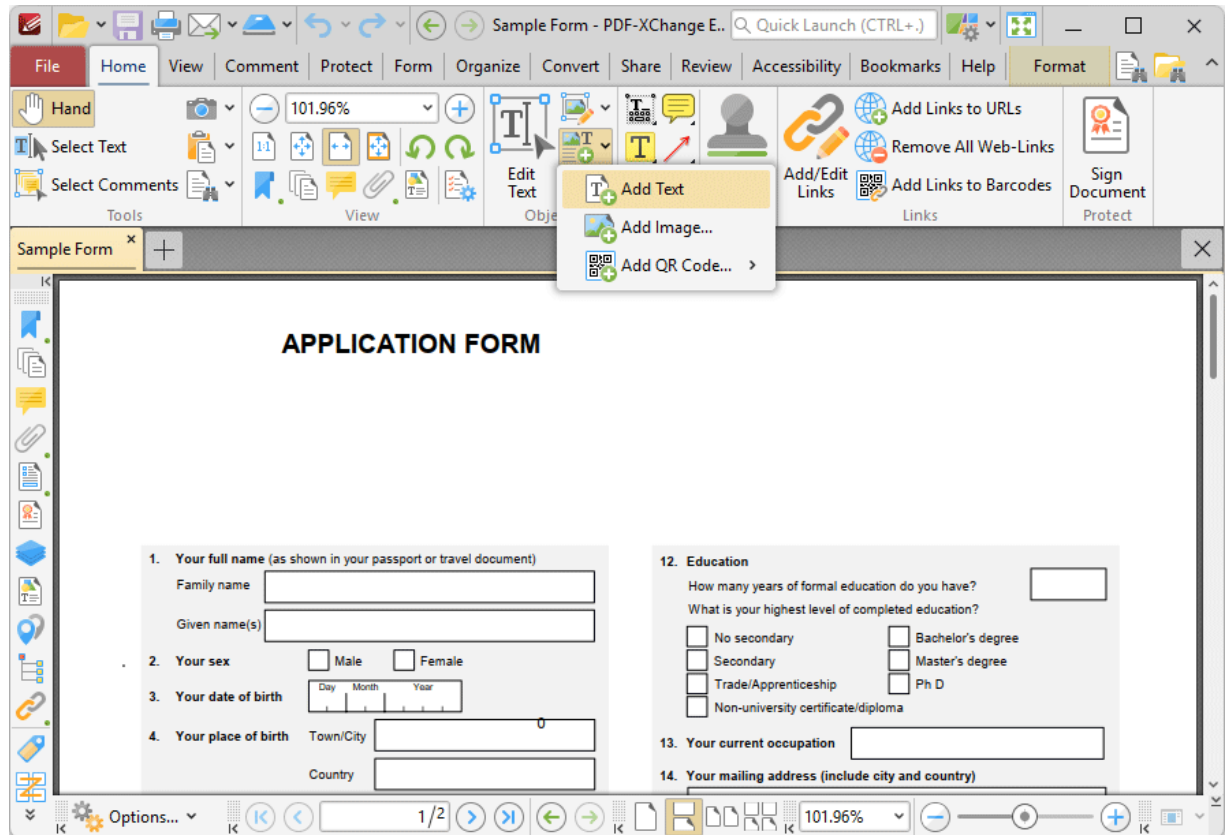 Sample Form - PDF-XChange E..
Quick Launch (CTRL+.)
File Home View Comment Protect Form Organize Convert Share Review Accessibility Bookmarks Help Format
Hand
Select Text
Select Comments
Tools
101.96%
1:1
View
Edit
Text
Obje
Add Text
Add Image...
Add QR Code...
Add/Edit
Links
Add Links to URLs
Remove All Web-Links
Add Links to Barcodes
Links
Sign
Document
Protect
Sample Form
APPLICATION FORM
1. Your full name (as shown in your passport or travel document)
Family name
Given name(s)
2. Your sex Male Female
3. Your date of birth Day Month Year
4. Your place of birth Town/City 0
Country
12. Education
How many years of formal education do you have?
What is your highest level of completed education?
No secondary Bachelor's degree
Secondary Master's degree
Trade/Apprenticeship Ph D
Non-university certificate/diploma
13. Your current occupation
14. Your mailing address (include city and country)
Options... 1/2 101.96%